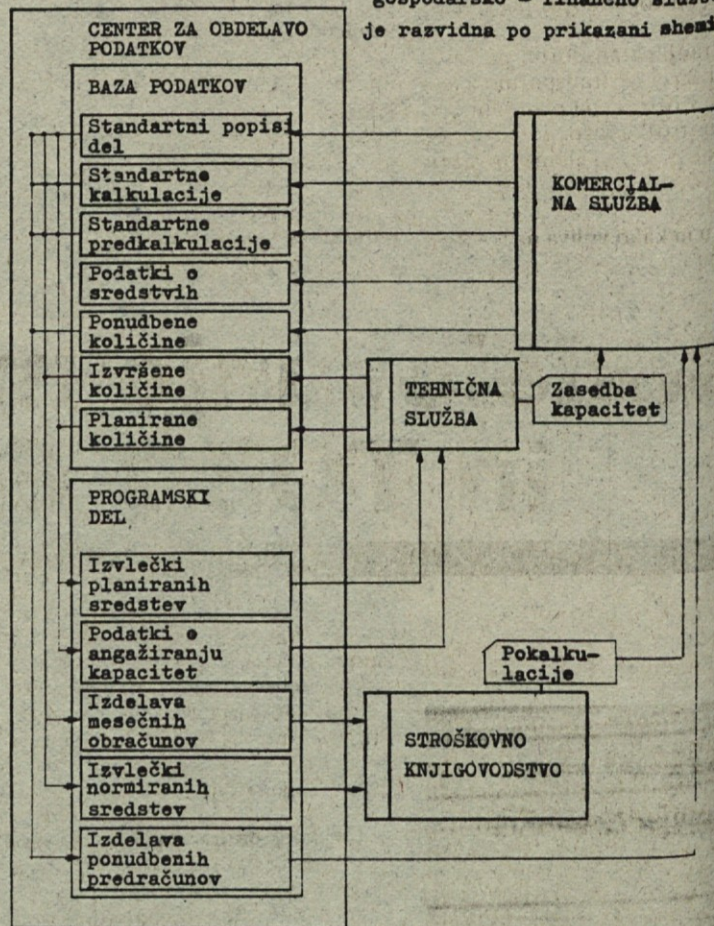 gospodarsko - finančno
je razvidna po prikazani shemi
CENTER ZA OBDELAVO
PODATKOV
BAZA PODATKOV
Standartni popisi
del
Standartne
kalkulacije
Standartne
predkalkulacije
Podatki o
sredstvih
Ponudbene
količine
Izvršene
količine
Planirane
količine
KOMERCIAL-
NA SLUŽBA
TEHNIČNA
SLUŽBA
Zasedba
kapacitet
PROGRAMSKI
DEL
Izvlečki
planiranih
sredstev
Podatki o
angažiranju
kapacitet
Izdelava
mesečnih
obračunov
Izvlečki
normiranih
sredstev
Izdelava
ponudbenih
predračunov
Pokalku-
lacije
STROŠKOVNO
KNJIGOVODSTVO